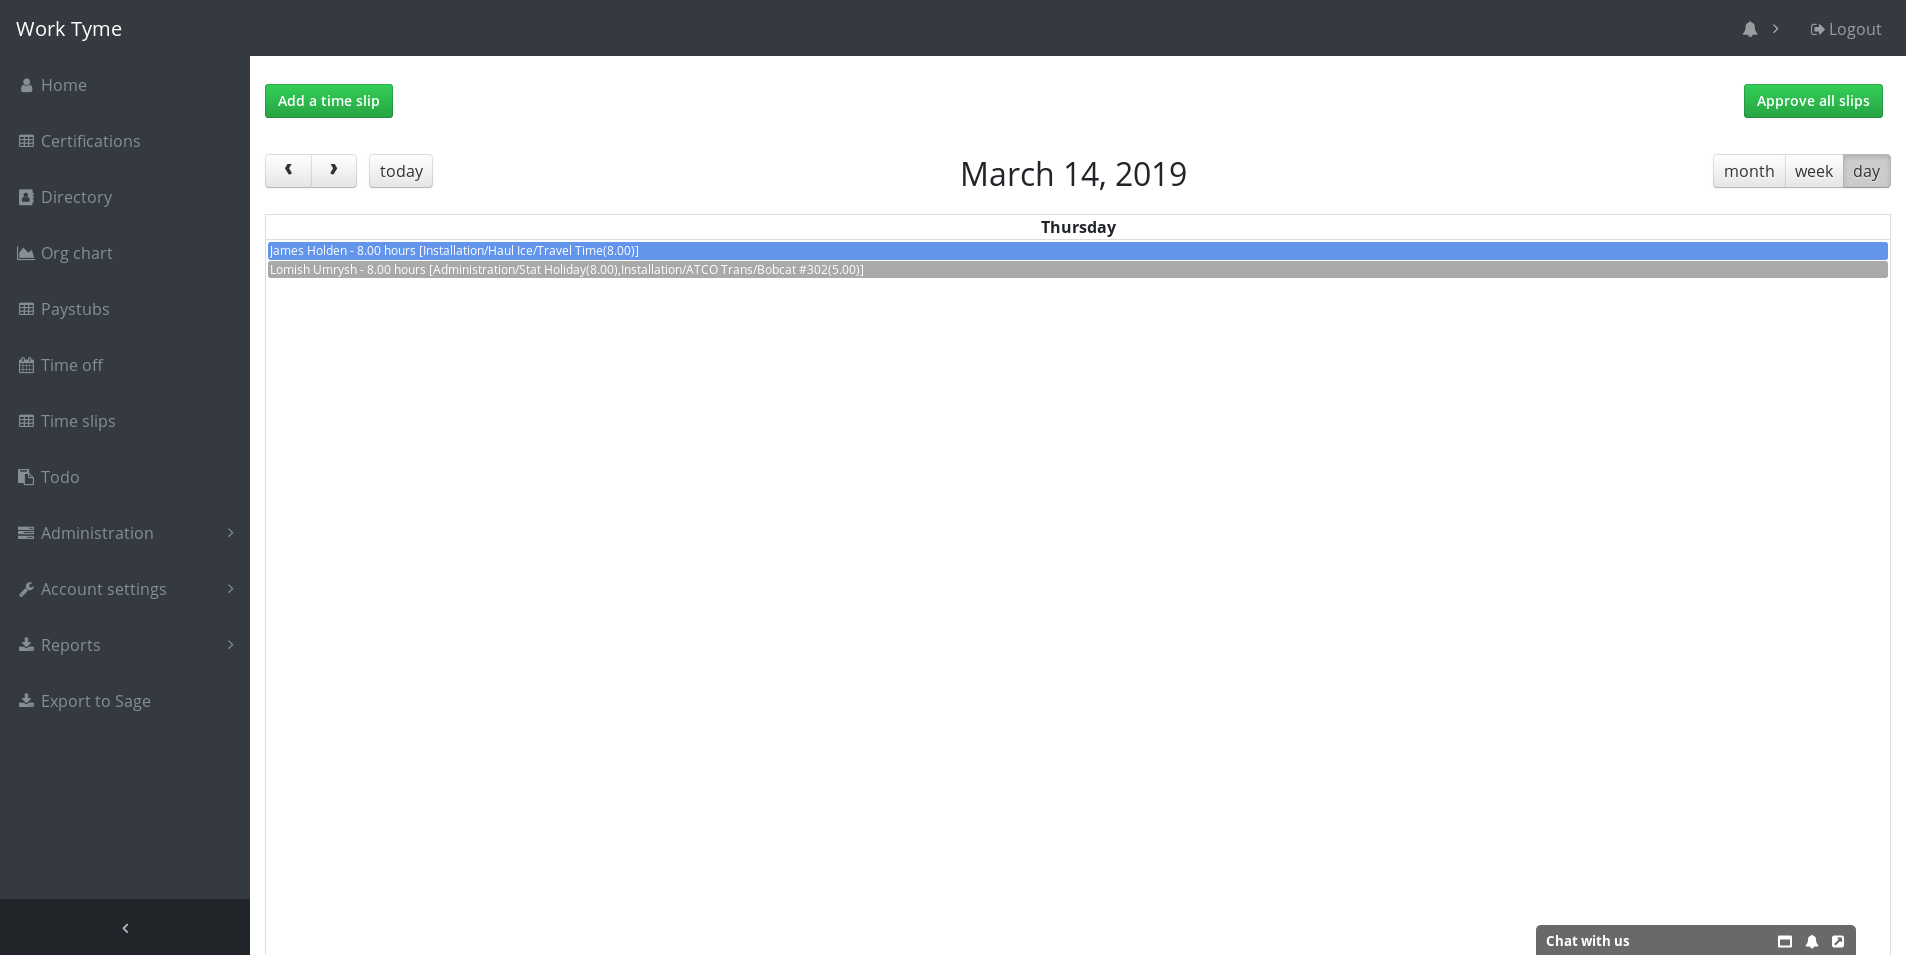 Work Tyme
Logout
Home
Certifications
Directory
Org chart
Paystubs
Time off
Time slips
Todo
Administration
Account settings
Reports
Export to Sage
Add a time slip
Approve all slips
today
March 14, 2019
month week day
Thursday
James Holden - 8.00 hours [Installation/Haul Ice/Travel Time(8.00)]
Lomish Umrysh - 8.00 hours [Administration/Stat Holiday(8.00),Installation/ATCO Trans/Bobcat #302(5.00)]
Chat with us